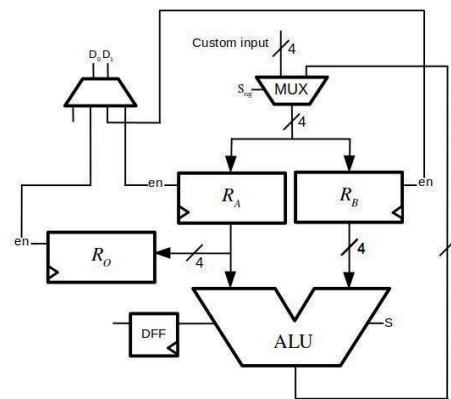 Custom input
4
D0 D1
Sreg
MUX
4
en
RA
RB
en
en
RO
4
4
DFF
ALU
S